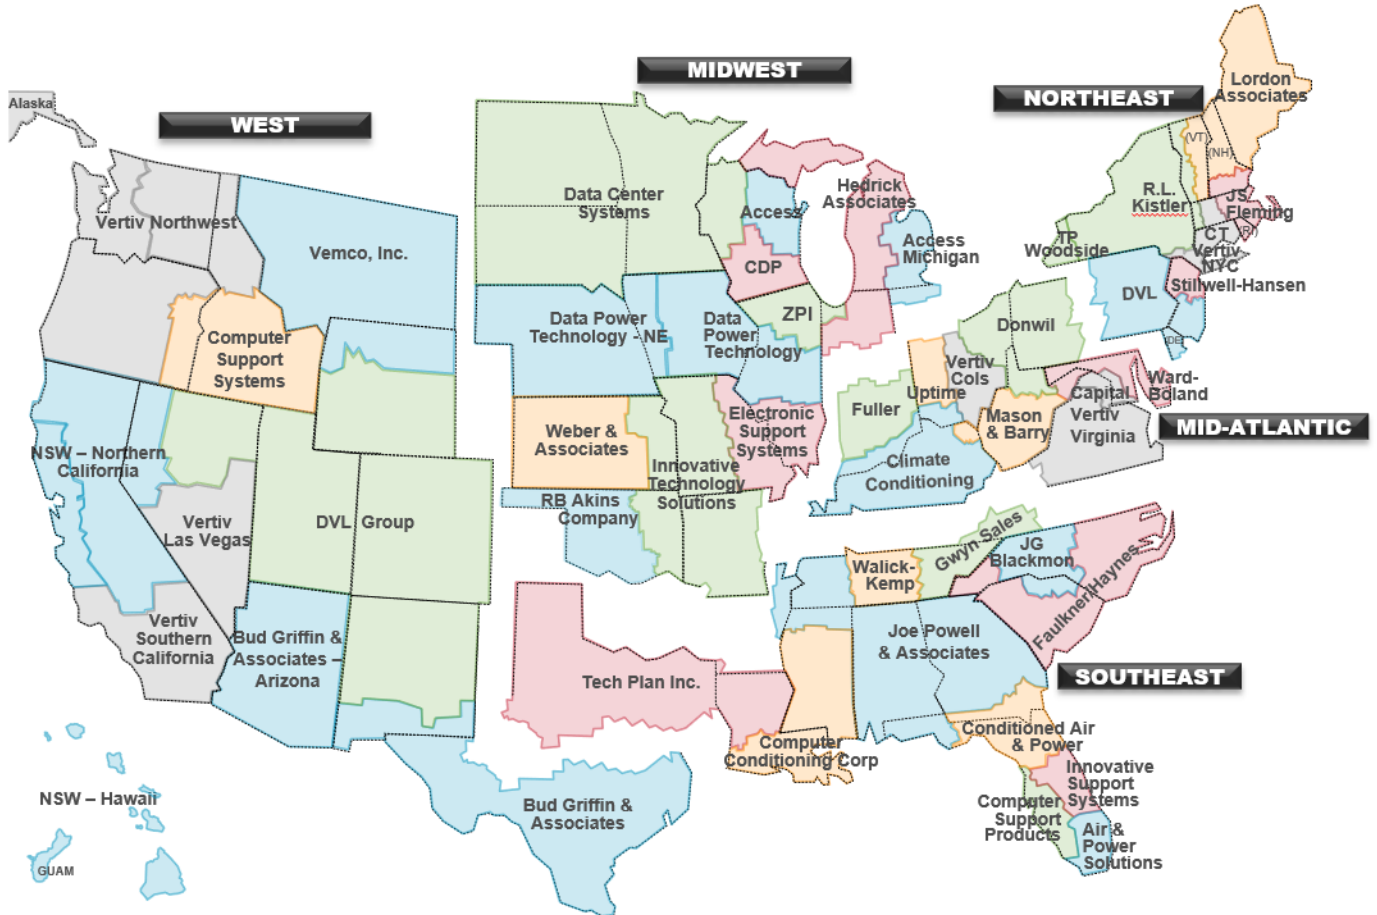 Alaska
WEST
MIDWEST
NORTHEAST
MID-ATLANTIC
SOUTHEAST
Vertiv Northwest
Vemco, Inc.
Computer
Support
Systems
NSW – Northern
California
Vertiv
Las Vegas
DVL Group
Vertiv
Southern
California
Bud Griffin &
Associates –
Arizona
NSW – Hawaii
GUAM
Data Center
Systems
Access
Hedrick
Associates
Access
Michigan
CDP
ZPI
Data Power
Technology - NE
Data
Power
Technology
Weber &
Associates
Innovative
Technology
Solutions
Electronic
Support
Systems
RB Akins
Company
Tech Plan Inc.
Bud Griffin &
Associates
Lordon
Associates
(VT)
(NH)
R.L.
Kistler
JS
Fleming
(RI)
TP
Woodside
CT
Vertiv
NYC
Stillwell-Hansen
DVL
(DE)
Donwil
Vertiv
Cols
Uptime
Fuller
Mason
& Barry
Ward-
Boland
Capital
Vertiv
Virginia
Climate
Conditioning
Walick-
Kemp
Gwyn Sales
JG
Blackmon
Faulkner/Haynes
Joe Powell
& Associates
Computer
Conditioning Corp
Conditioned Air
& Power
Innovative
Support
Systems
Computer
Support
Products
Air &
Power
Solutions